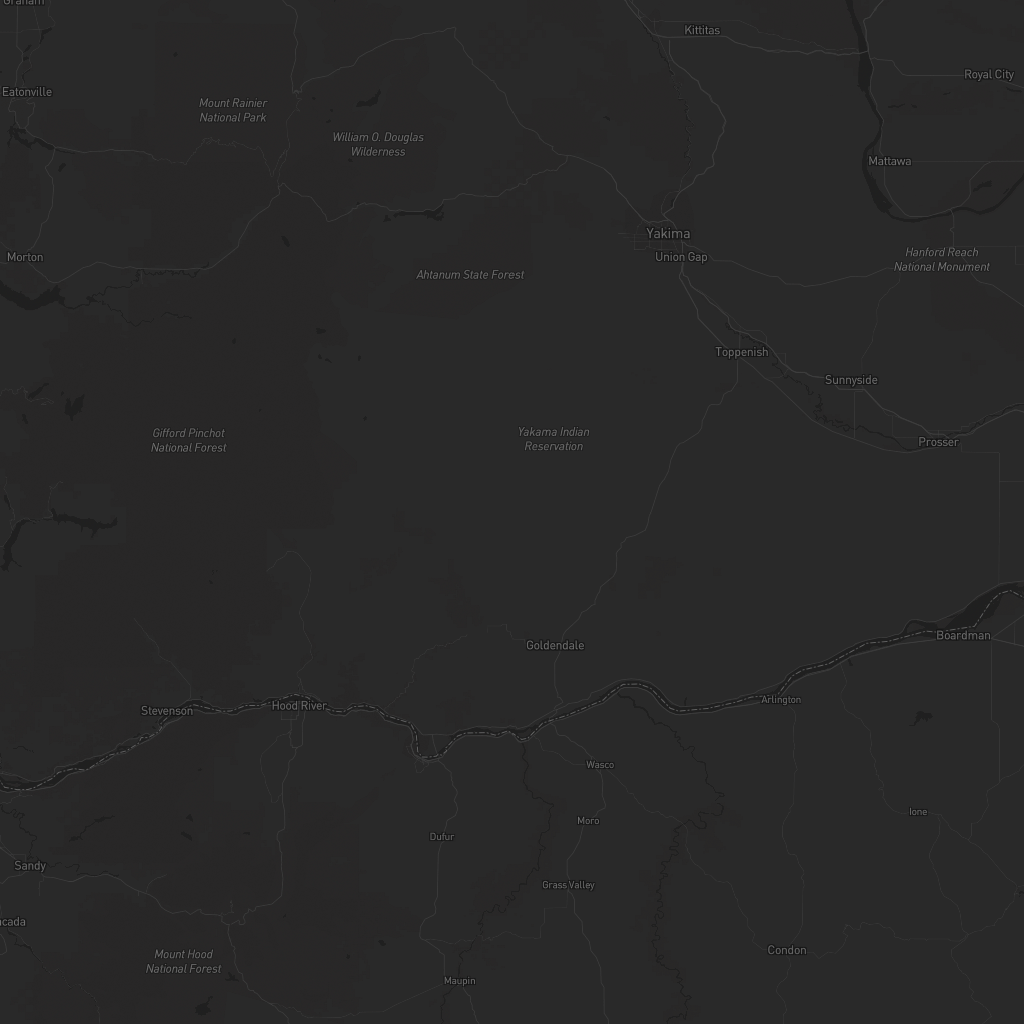 Graham
Kittitas
Royal City
Eatonville
Mount Rainier
National Park
William O. Douglas
Wilderness
Mattawa
Yakima
Union Gap
Morton
Hanford Reach
National Monument
Ahtanum State Forest
Toppenish
Sunnyside
Gifford Pinchot
National Forest
Yakama Indian
Reservation
Prosser
Boardman
Goldendale
Arlington
Stevenson
Hood River
Wasco
Ione
Moro
Dufur
Sandy
Grass Valley
cada
Condon
Mount Hood
National Forest
Maupin